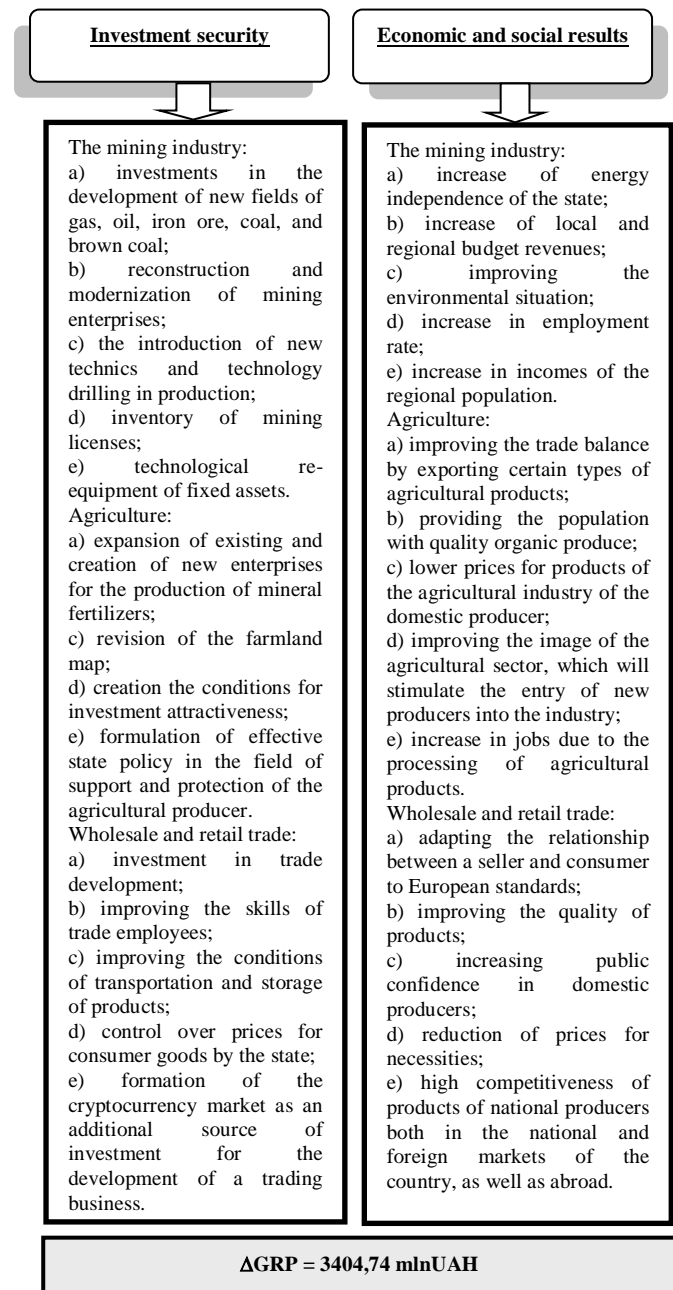 Investment security
Economic and social results
The mining industry:
a) investments in the
development of new fields of
gas, oil, iron ore, coal, and
brown coal;
b) reconstruction and
modernization of mining
enterprises;
c) the introduction of new
technics and technology
drilling in production;
d) inventory of mining
licenses;
e) technological re-
equipment of fixed assets.
Agriculture:
a) expansion of existing and
creation of new enterprises
for the production of mineral
fertilizers;
c) revision of the farmland
map;
d) creation the conditions for
investment attractiveness;
e) formulation of effective
state policy in the field of
support and protection of the
agricultural producer.
Wholesale and retail trade:
a) investment in trade
development;
b) improving the skills of
trade employees;
c) improving the conditions
of transportation and storage
of products;
d) control over prices for
consumer goods by the state;
e) formation of the
cryptocurrency market as an
additional source of
investment for the
development of a trading
business.
The mining industry:
a) increase of energy
independence of the state;
b) increase of local and
regional budget revenues;
c) improving the
environmental situation;
d) increase in employment
rate;
e) increase in incomes of the
regional population.
Agriculture:
a) improving the trade balance
by exporting certain types of
agricultural products;
b) providing the population
with quality organic produce;
c) lower prices for products of
the agricultural industry of the
domestic producer;
d) improving the image of the
agricultural sector, which will
stimulate the entry of new
producers into the industry;
e) increase in jobs due to the
processing of agricultural
products.
Wholesale and retail trade:
a) adapting the relationship
between a seller and consumer
to European standards;
b) improving the quality of
products;
c) increasing public
confidence in domestic
producers;
d) reduction of prices for
necessities;
e) high competitiveness of
products of national producers
both in the national and
foreign markets of the
country, as well as abroad.
ΔGRP = 3404,74 mlnUAH